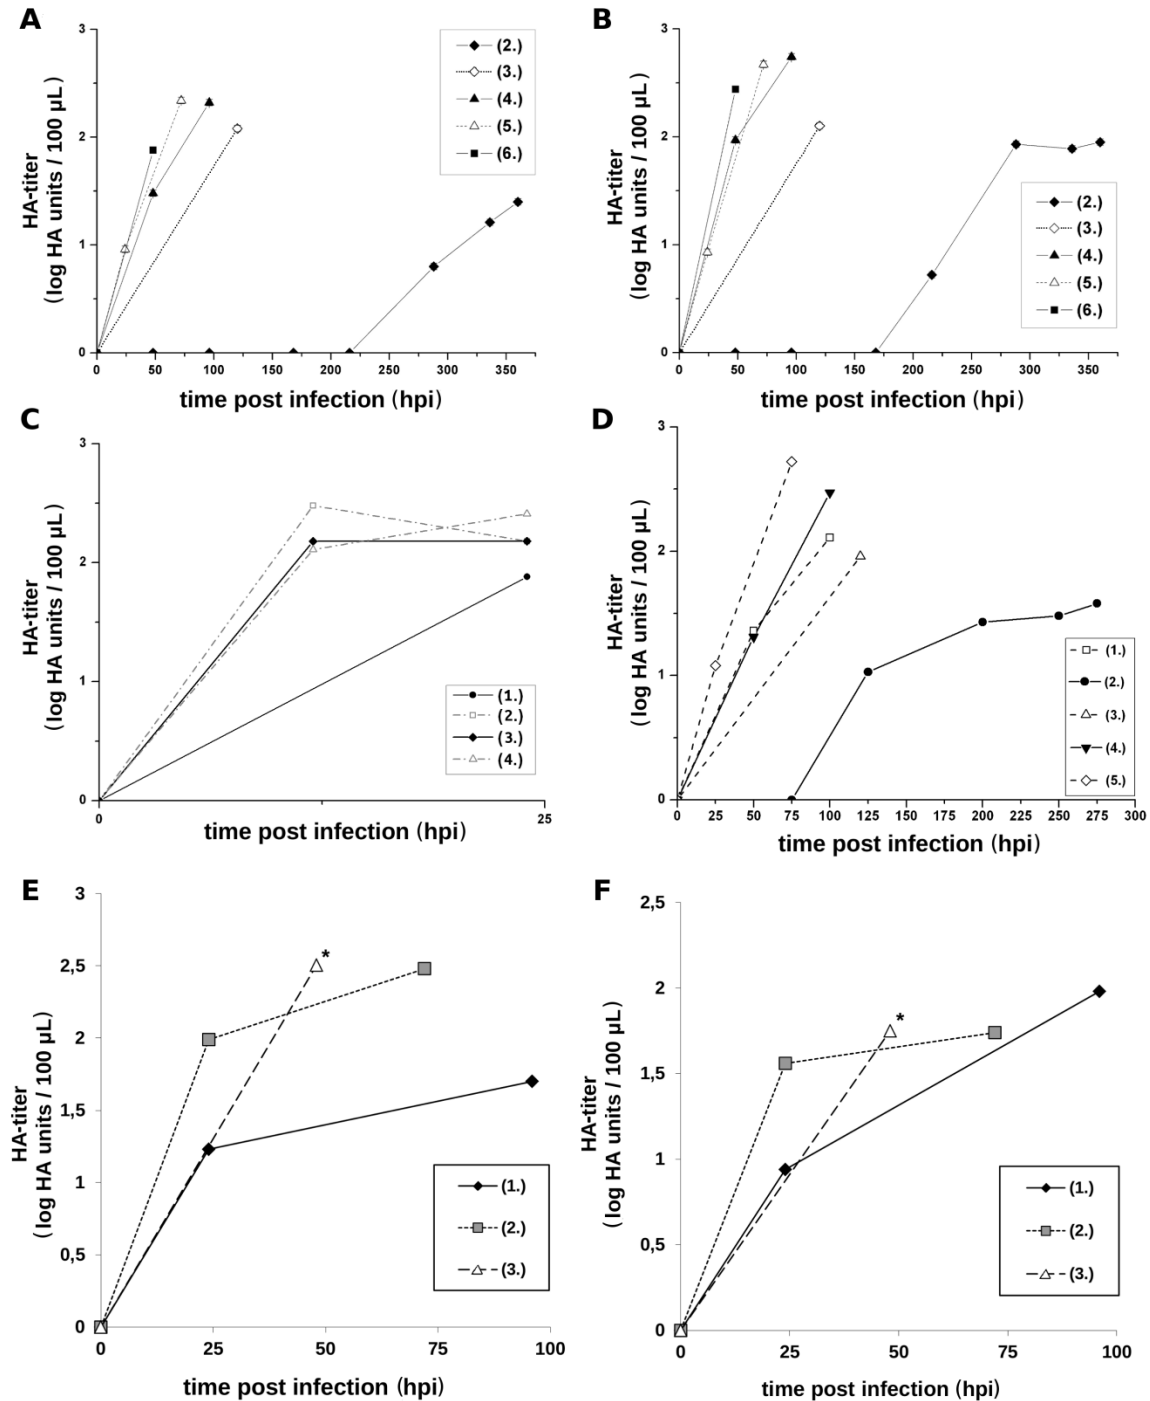 A
HA-titer
(log HA units / 100 µL)
3
2
1
0
0 50 100 150 200 250 300 350
time post infection (hpi)
(2.)
(3.)
(4.)
(5.)
(6.)
B
HA-titer
(log HA units / 100 µL)
3
2
1
0
0 50 100 150 200 250 300 350
time post infection (hpi)
(2.)
(3.)
(4.)
(5.)
(6.)
C
HA-titer
(log HA units / 100 µL)
3
2
1
0
0 25
time post infection (hpi)
(1.)
(2.)
(3.)
(4.)
D
HA-titer
(log HA units / 100 µL)
3
2
1
0
0 25 50 75 100 125 150 175 200 225 250 275 300
time post infection (hpi)
(1.)
(2.)
(3.)
(4.)
(5.)
E
HA-titer
(log HA units / 100 µL)
3
2,5
2
1,5
1
0,5
0
0 25 50 75 100
time post infection (hpi)
*
(1.)
(2.)
(3.)
F
HA-titer
(log HA units / 100 µL)
2,5
2
1,5
1
0,5
0
0 25 50 75 100
time post infection (hpi)
*
(1.)
(2.)
(3.)